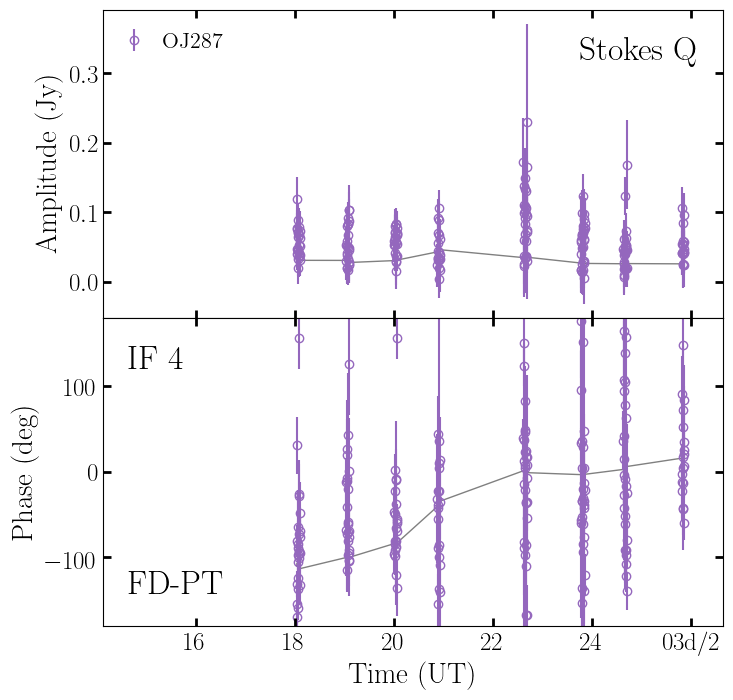 OJ287
Stokes Q
Amplitude (Jy)
0.3
0.2
0.1
0.0
IF 4
FD-PT
Phase (deg)
100
0
−100
16 18 20 22 24 03d/2
Time (UT)